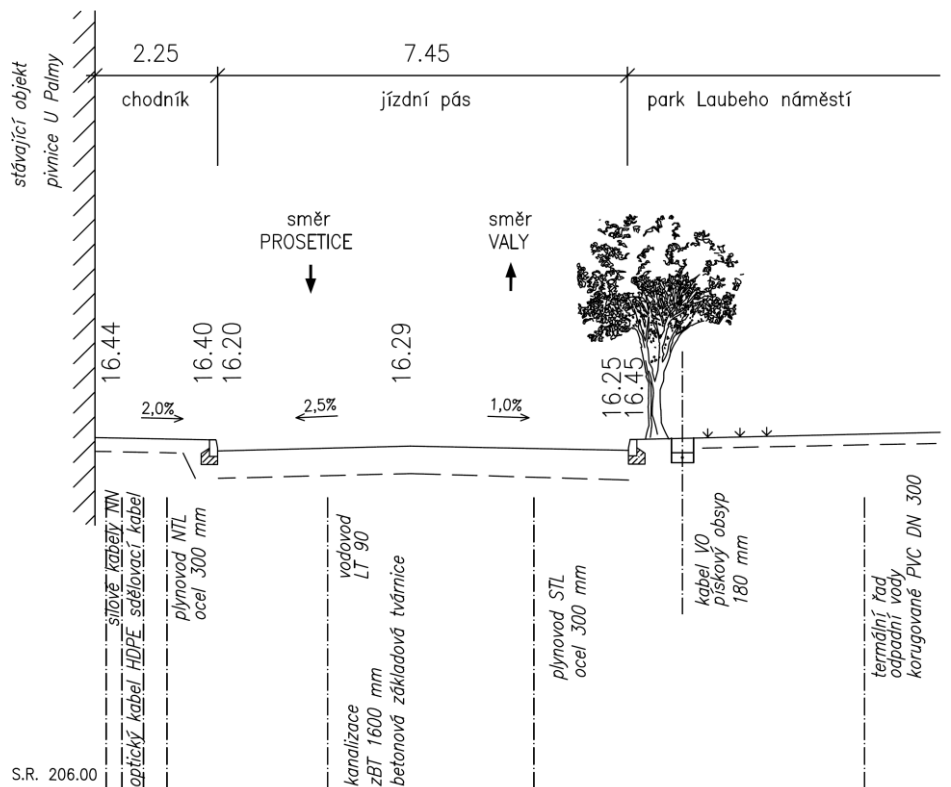 stávající objekt
pivnice U Palmy
2.25
7.45
chodník
jízdní pás
park Laubeho náměstí
směr
PROSETICE
směr
VALY
16.44
16.40
16.20
16.29
16.25
16.45
2,0%
2,5%
1,0%
silové kabely NN
optický kabel HDPE sdělovací kabel
plynovod NTL
ocel 300 mm
vodovod
LT 90
kanalizace
zBT 1600 mm
betonová základová tvárnice
plynovod STL
ocel 300 mm
kabel VO
pískový obsyp
180 mm
termální řad
odpadní vody
korugované PVC DN 300
S.R. 206.00